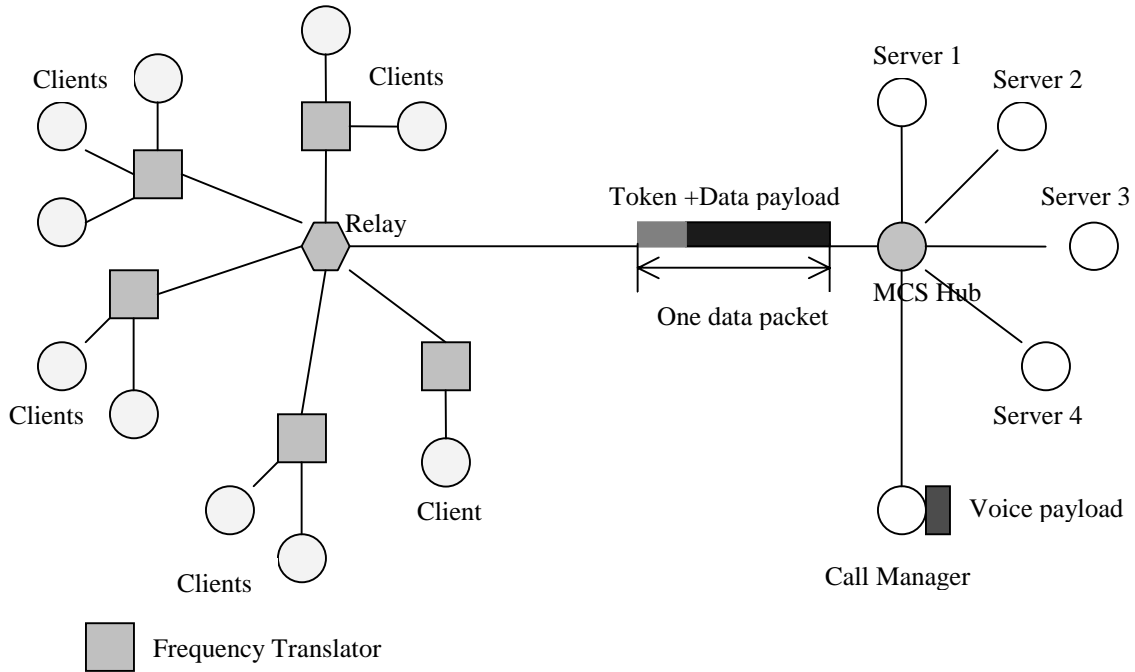 Server 1
Clients
Clients
Server 2
Token +Data payload
Server 3
Relay
MCS Hub
One data packet
Clients
Server 4
Client
Voice payload
Clients
Call Manager
Frequency Translator